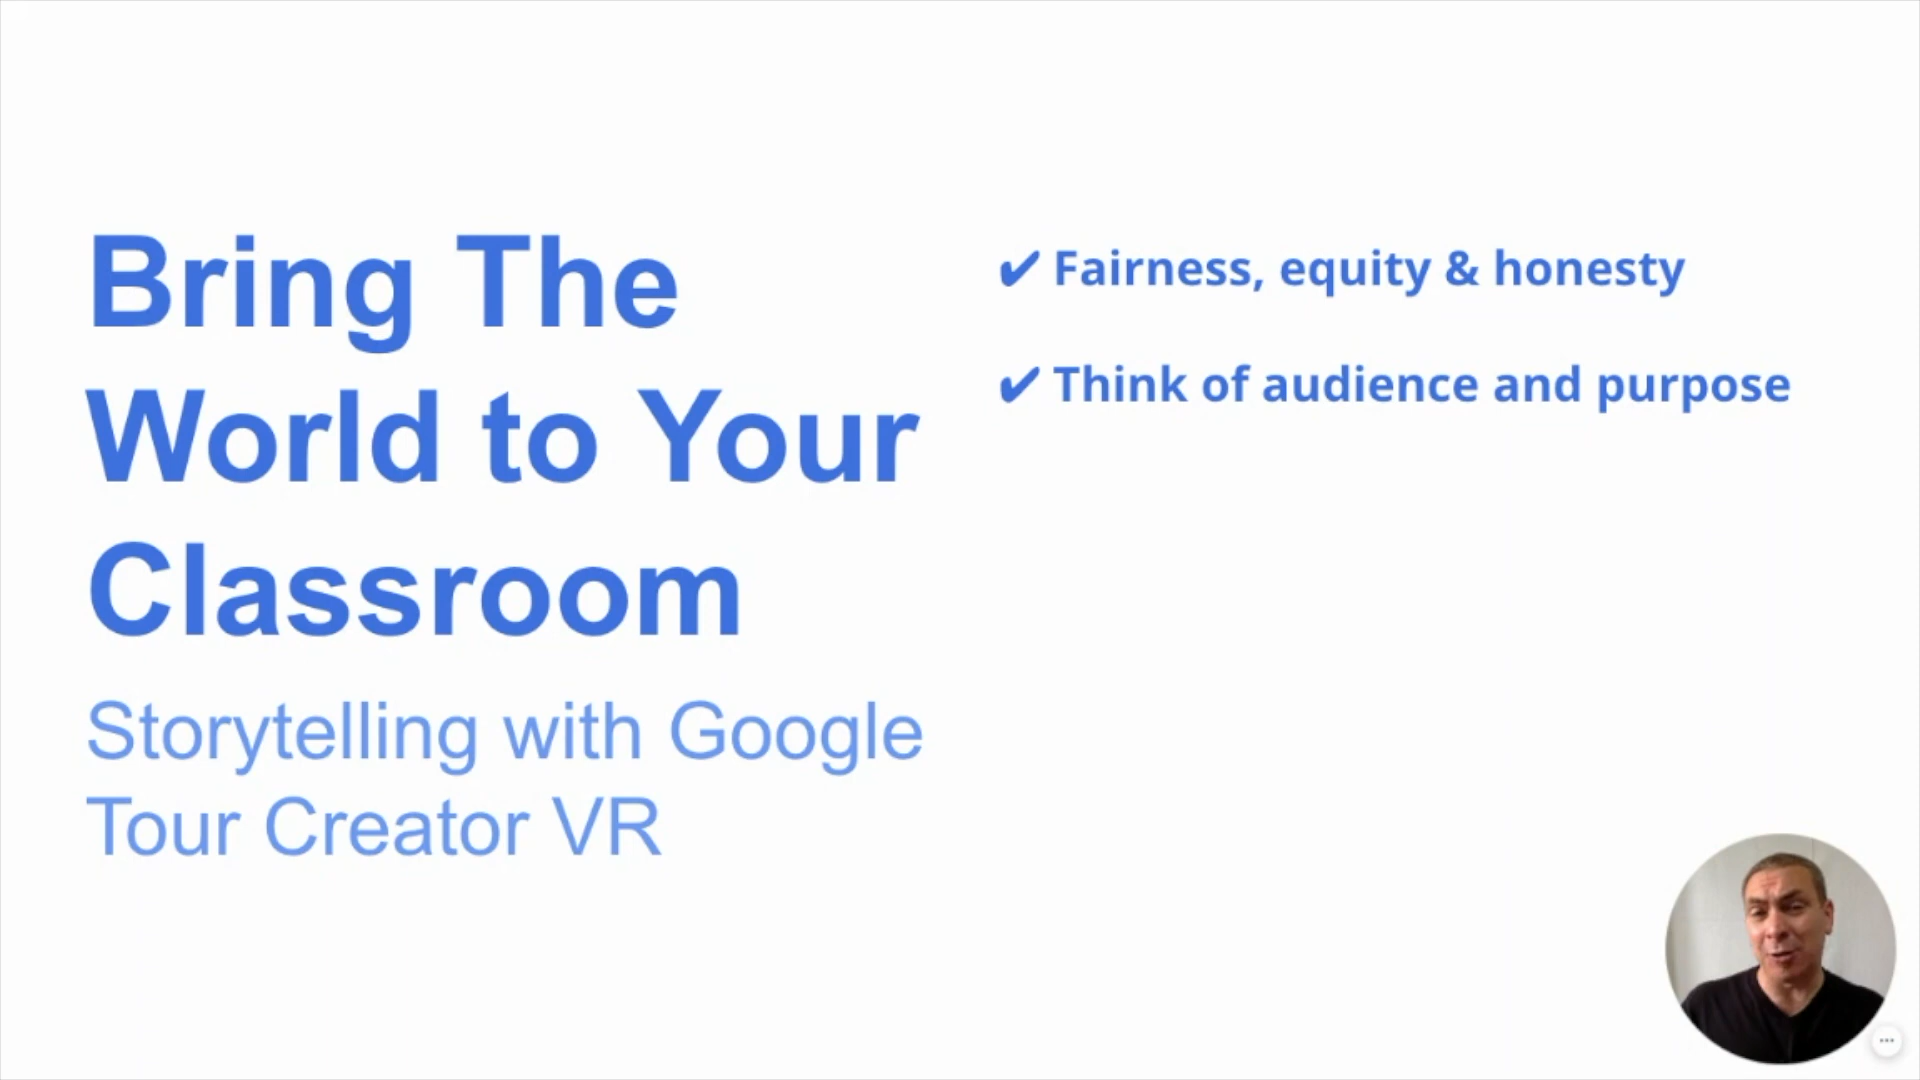 Bring The
World to Your
Classroom
Storytelling with Google
Tour Creator VR
✔ Fairness, equity & honesty
✔ Think of audience and purpose